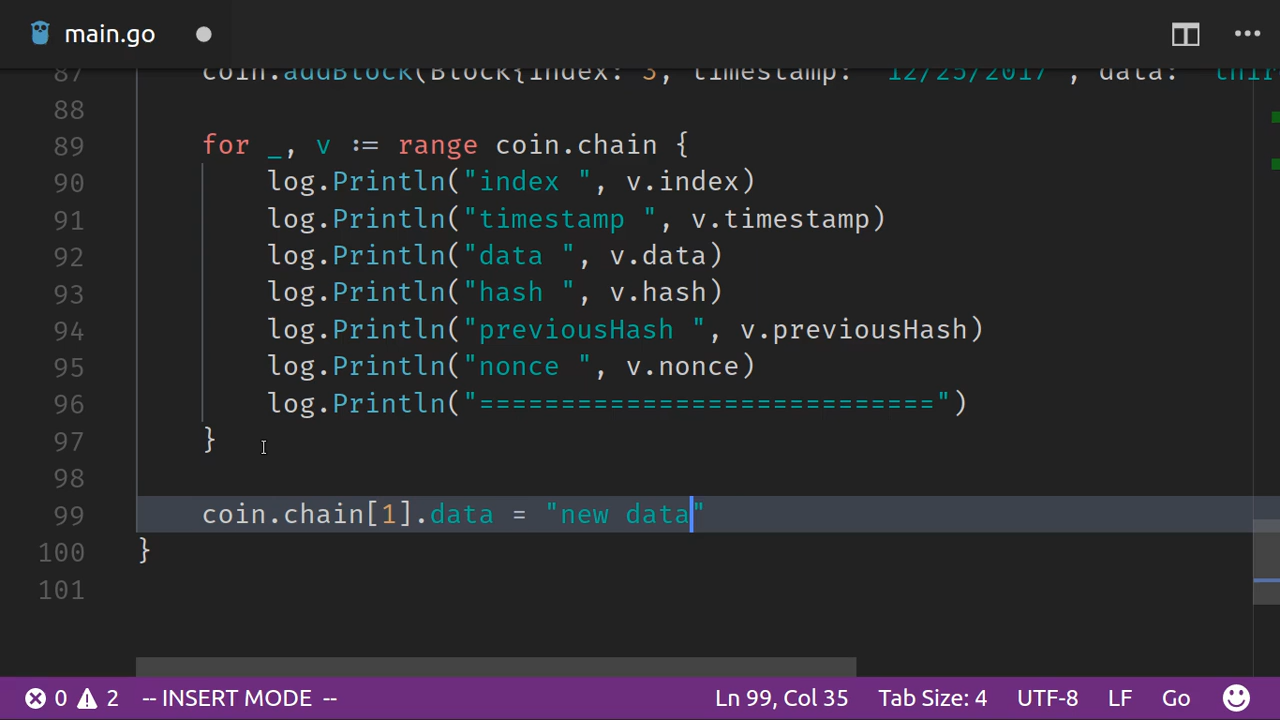 main.go
87 coin.addBlock(Block{index: 3, timestamp: "12/25/2017", data: "thir
88
89 for _, v := range coin.chain {
90 log.Println("index ", v.index)
91 log.Println("timestamp ", v.timestamp)
92 log.Println("data ", v.data)
93 log.Println("hash ", v.hash)
94 log.Println("previousHash ", v.previousHash)
95 log.Println("nonce ", v.nonce)
96 log.Println("============================")
97 }
98
99 coin.chain[1].data = "new data"
100 }
101
0 2 -- INSERT MODE -- Ln 99, Col 35 Tab Size: 4 UTF-8 LF Go